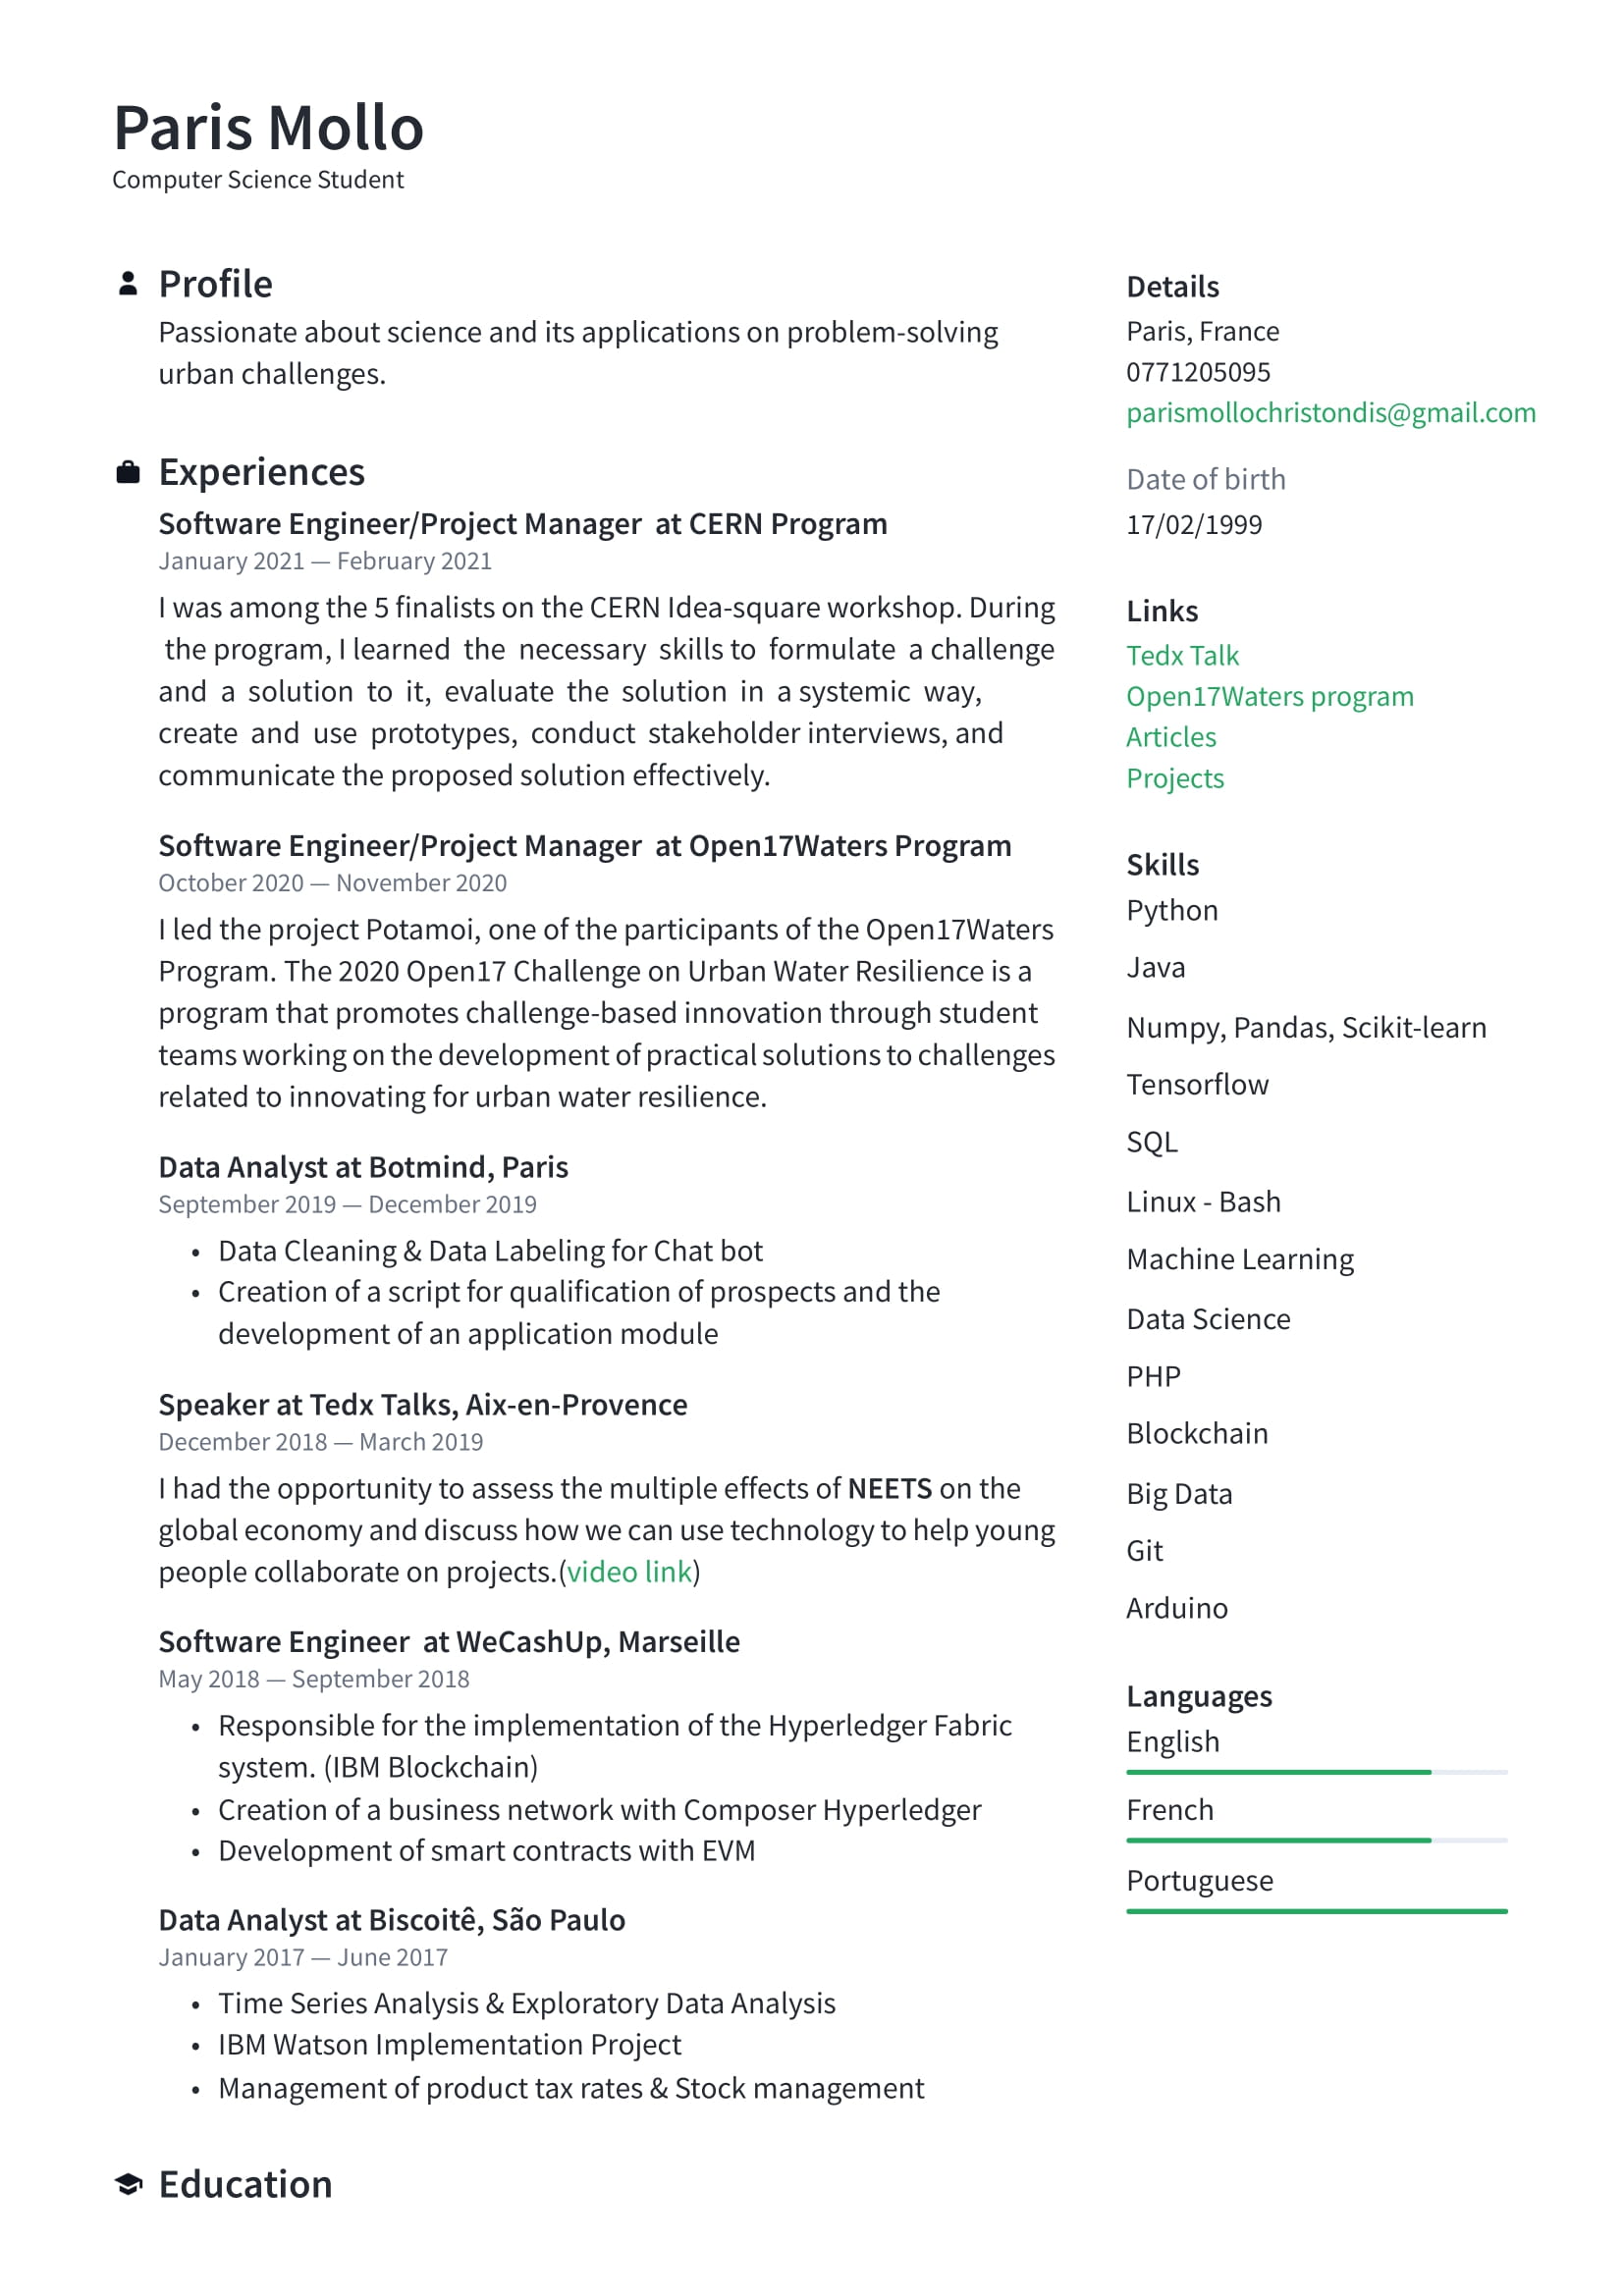 Paris Mollo
Computer Science Student
Profile
Passionate about science and its applications on problem-solving
urban challenges.
Experiences
Software Engineer/Project Manager  at CERN Program
January 2021 — February 2021
I was among the 5 finalists on the CERN Idea-square workshop. During
the program, I learned  the  necessary  skills to  formulate  a challenge
and  a  solution  to  it,  evaluate  the  solution  in  a systemic  way,
create  and  use  prototypes,  conduct  stakeholder interviews, and
communicate the proposed solution effectively.
Software Engineer/Project Manager  at Open17Waters Program
October 2020 — November 2020
I led the project Potamoi, one of the participants of the Open17Waters
Program. The 2020 Open17 Challenge on Urban Water Resilience is a
program that promotes challenge-based innovation through student
teams working on the development of practical solutions to challenges
related to innovating for urban water resilience.
Data Analyst at Botmind, Paris
September 2019 — December 2019
• Data Cleaning & Data Labeling for Chat bot
• Creation of a script for qualification of prospects and the
development of an application module
Speaker at Tedx Talks, Aix-en-Provence
December 2018 — March 2019
I had the opportunity to assess the multiple effects of NEETS on the
global economy and discuss how we can use technology to help young
people collaborate on projects.(video link)
Software Engineer  at WeCashUp, Marseille
May 2018 — September 2018
• Responsible for the implementation of the Hyperledger Fabric
system. (IBM Blockchain)
• Creation of a business network with Composer Hyperledger
• Development of smart contracts with EVM
Data Analyst at Biscoitê, São Paulo
January 2017 — June 2017
• Time Series Analysis & Exploratory Data Analysis
• IBM Watson Implementation Project
• Management of product tax rates & Stock management
Education
Details
Paris, France
0771205095
parismollochristondis@gmail.com
Date of birth
17/02/1999
Links
Tedx Talk
Open17Waters program
Articles
Projects
Skills
Python
Java
Numpy, Pandas, Scikit-learn
Tensorflow
SQL
Linux - Bash
Machine Learning
Data Science
PHP
Blockchain
Big Data
Git
Arduino
Languages
English
French
Portuguese